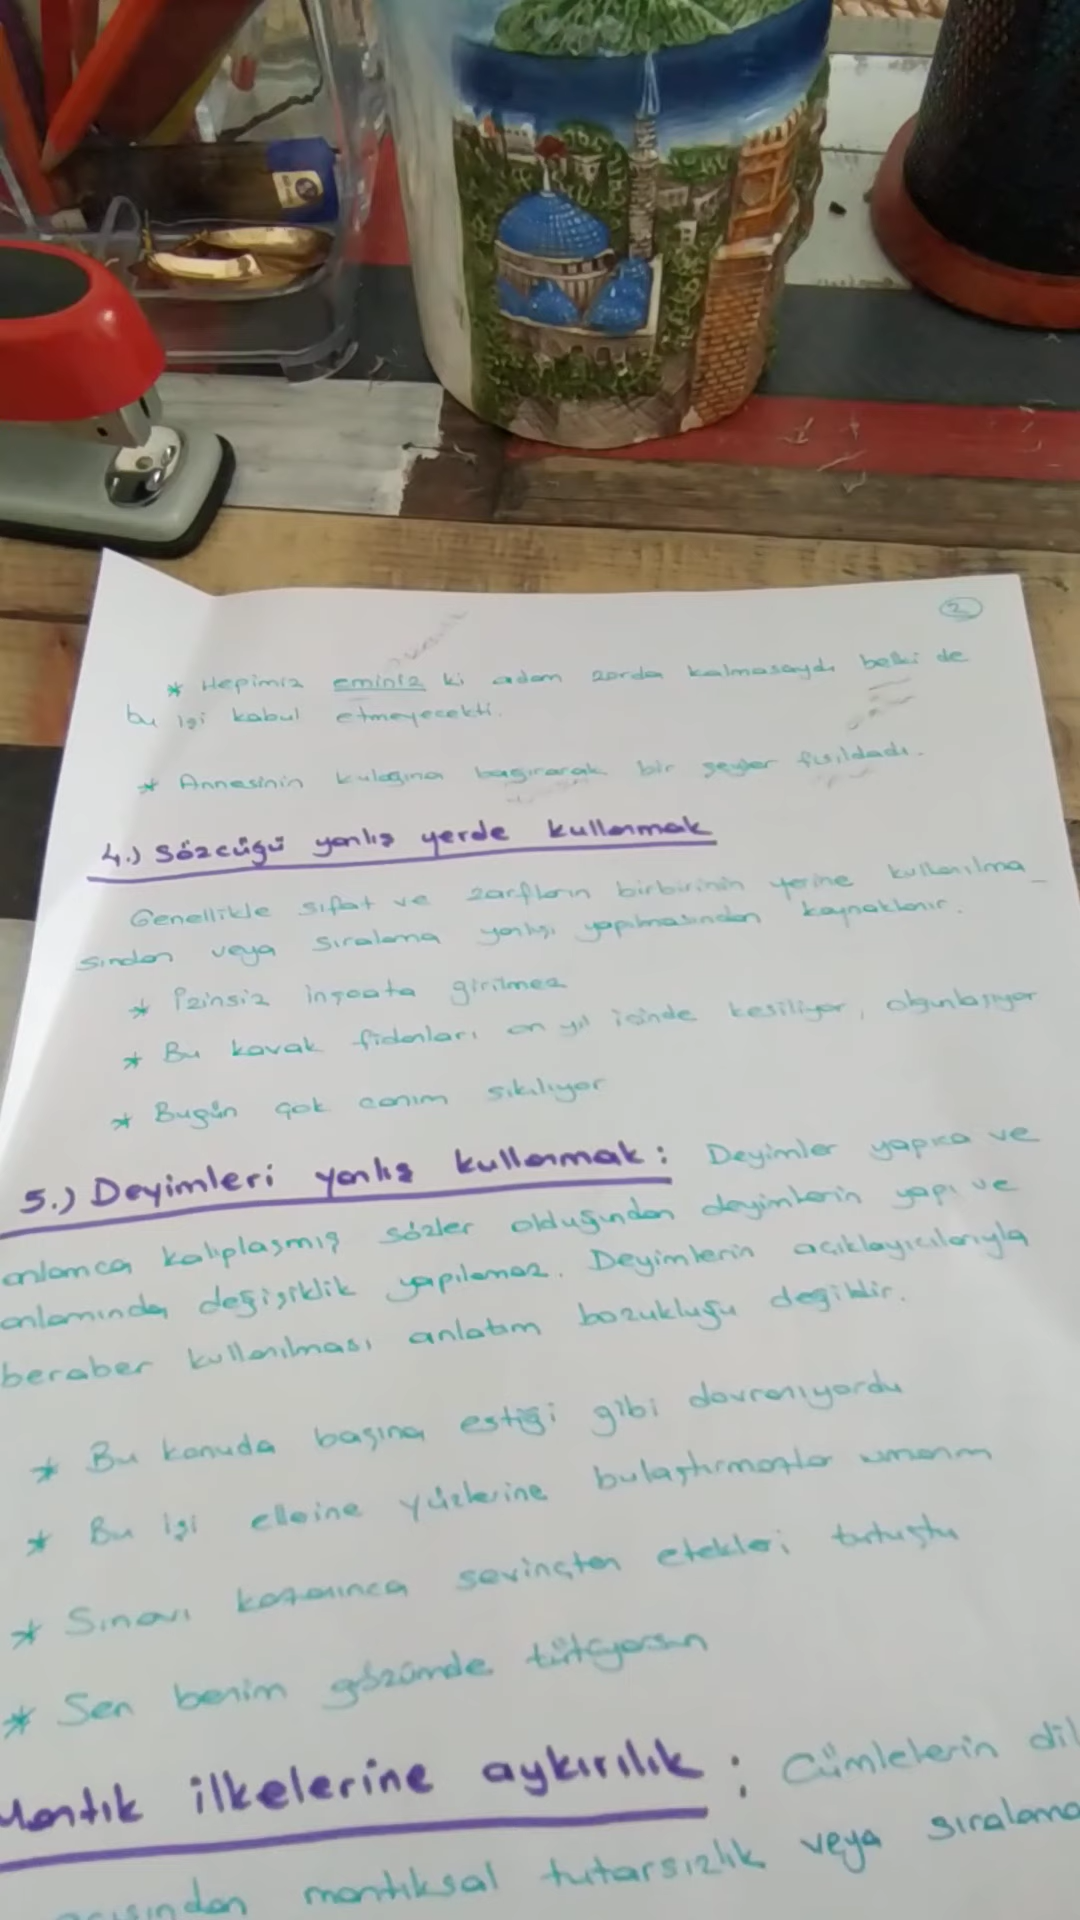 2
* Hepimiz eminiz ki adam zorda kalmasaydı belki de
bu işi kabul etmeyecekti.
* Annesinin kulağına bağırarak bir şeyler fısıldadı.
4.) Sözcüğü yanlış yerde kullanmak
Genellikle sıfat ve zarfların birbirinin yerine kullanılma_
sından veya sıralama yanlışı yapılmasından kaynaklanır.
* İzinsiz inşaata girilmez
* Bu kavak fidanları on yıl içinde kesiliyor, olgunlaşıyor
* Bugün çok canım sıkılıyor
5.) Deyimleri yanlış kullanmak: Deyimler yapıca ve
anlamca kalıplaşmış sözler olduğundan deyimlerin yapı ve
anlamında değişiklik yapılamaz. Deyimlerin açıklayıcılarıyla
beraber kullanılması anlatım bozukluğu değildir.
* Bu konuda başına estiği gibi davranıyordu
* Bu işi ellerine yüzlerine bulaştırmazlar umarım
* Sınavı kazanınca sevinçten etekleri tutuştu
* Sen benim gözümde tütüyorsun
Mantık ilkelerine aykırılık : Cümlelerin dil
açısından mantıksal tutarsızlık veya sıralama